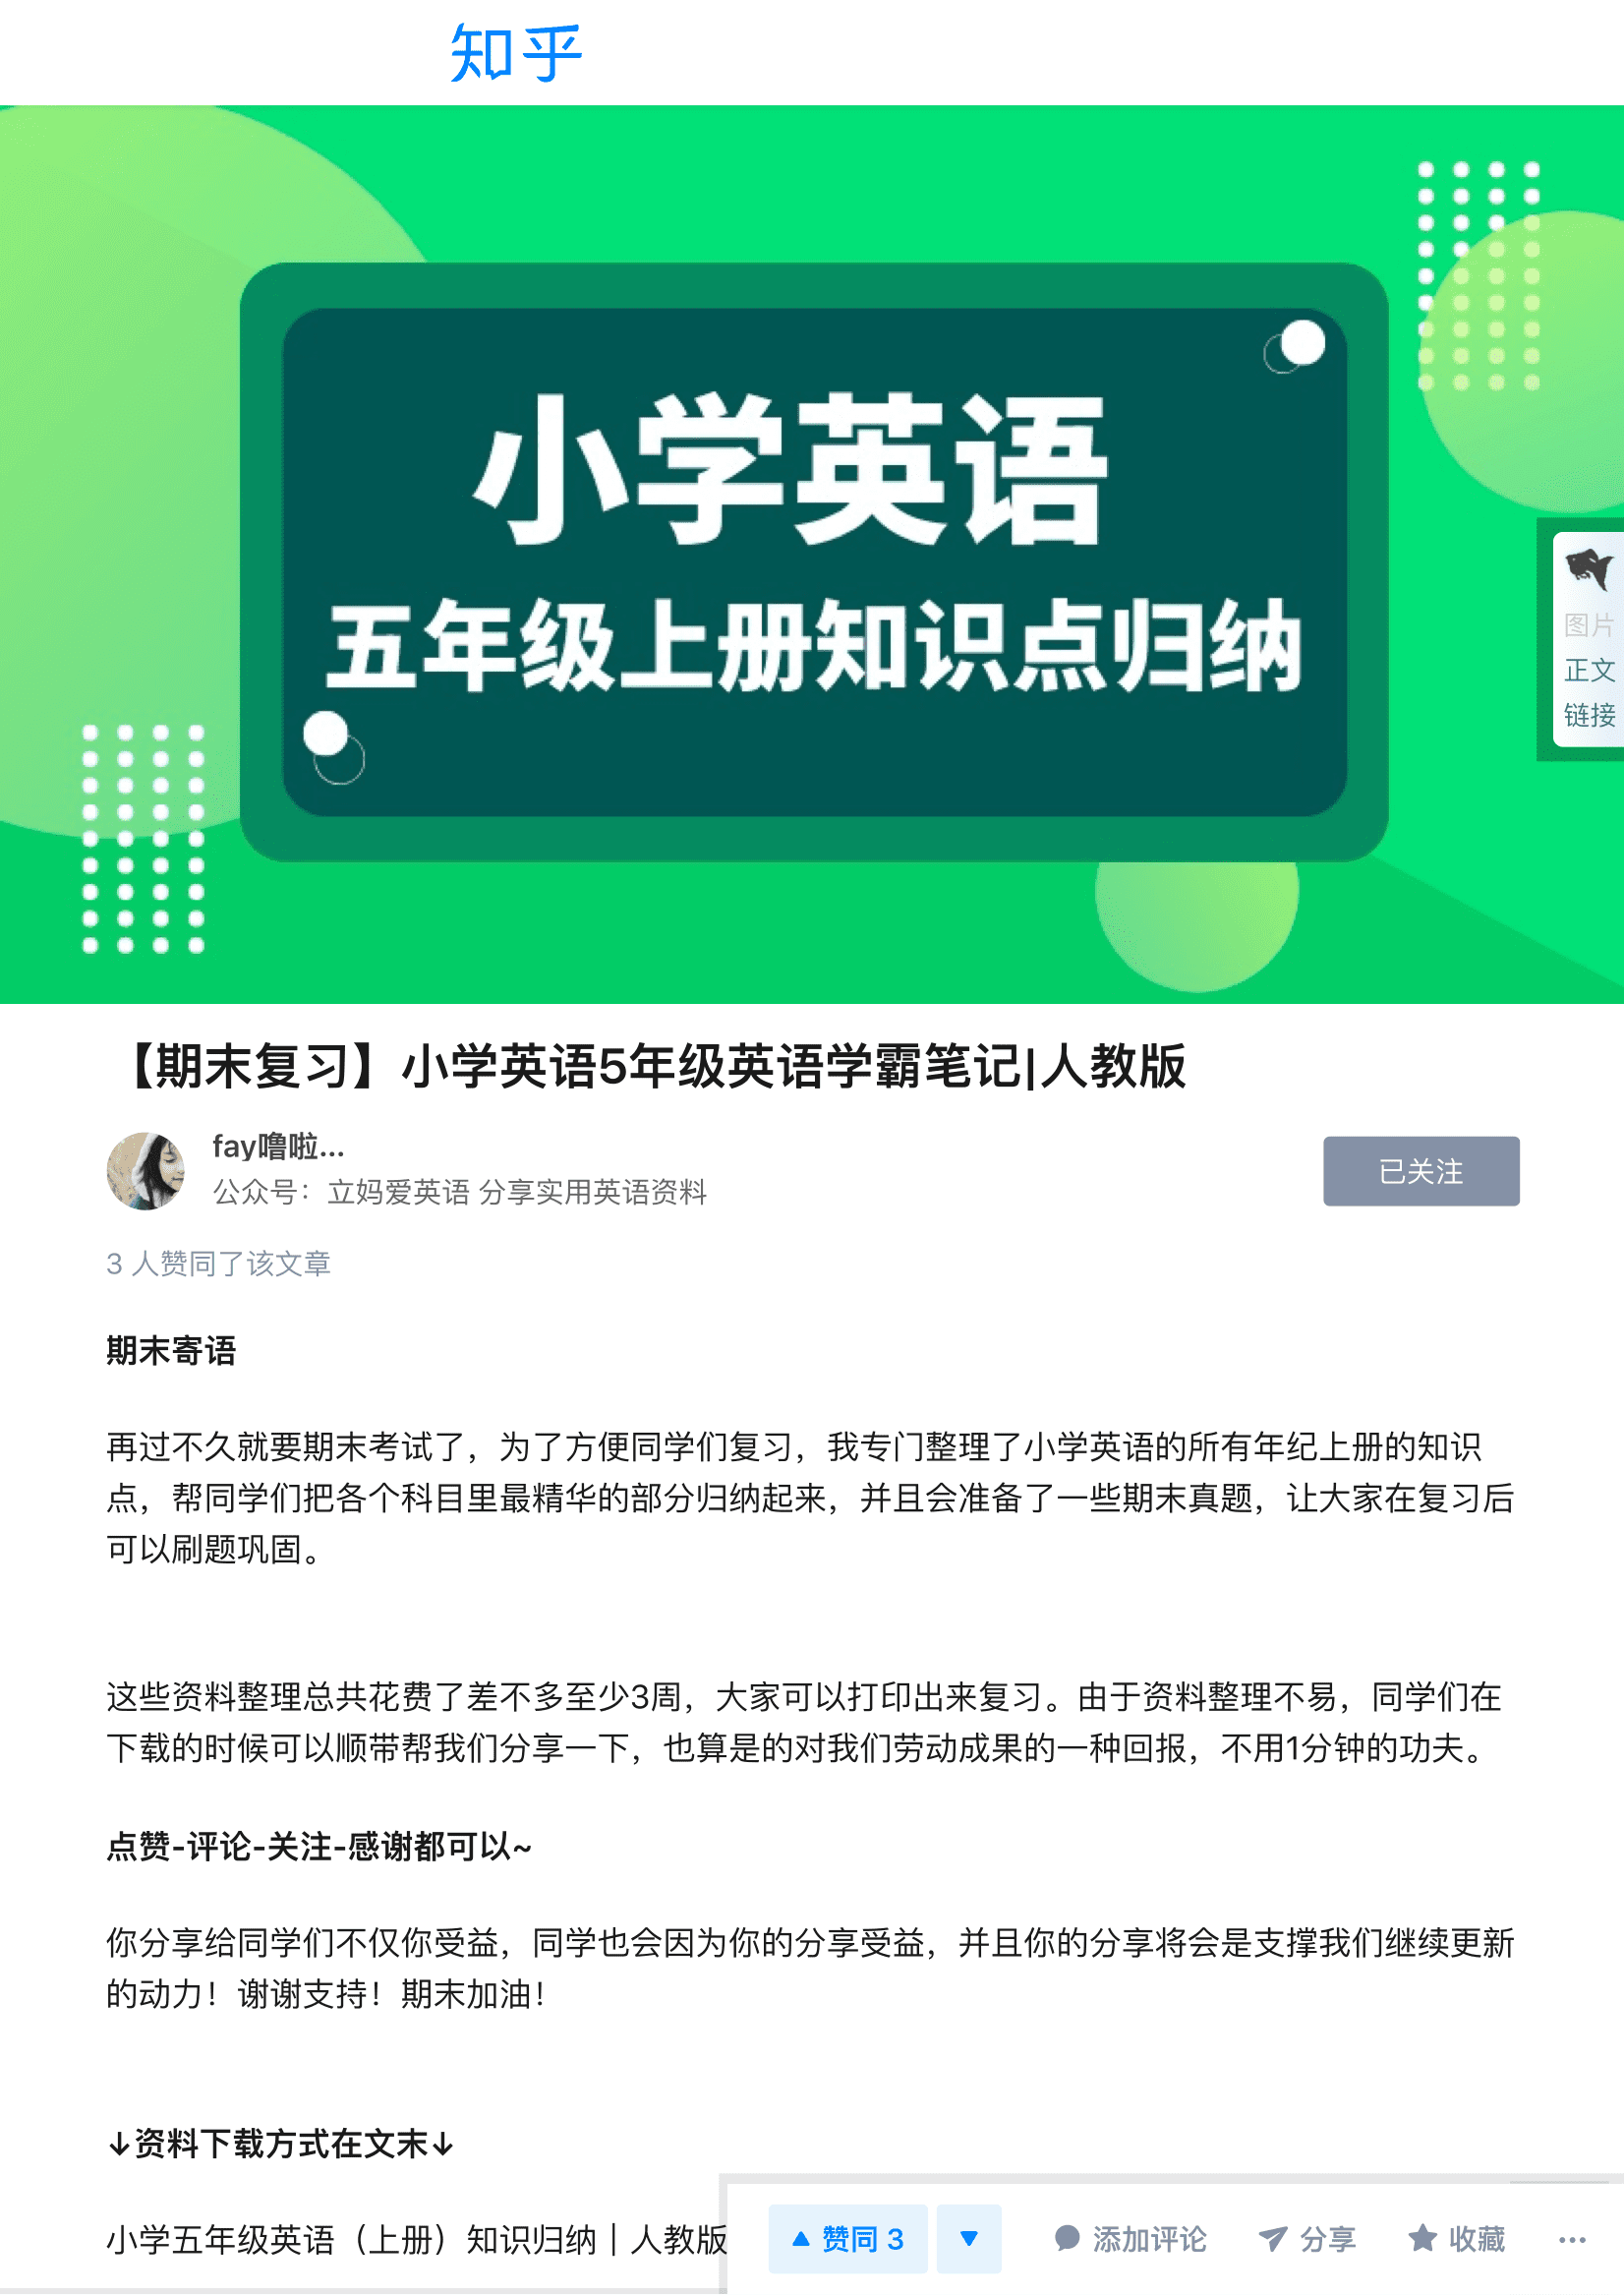 知乎
小学英语
五年级上册知识点归纳
图片
正文
链接
【期末复习】小学英语5年级英语学霸笔记|人教版
fay噜啦...
公众号：立妈爱英语 分享实用英语资料
已关注
3 人赞同了该文章
期末寄语
再过不久就要期末考试了，为了方便同学们复习，我专门整理了小学英语的所有年纪上册的知识
点，帮同学们把各个科目里最精华的部分归纳起来，并且会准备了一些期末真题，让大家在复习后
可以刷题巩固。
这些资料整理总共花费了差不多至少3周，大家可以打印出来复习。由于资料整理不易，同学们在
下载的时候可以顺带帮我们分享一下，也算是的对我们劳动成果的一种回报，不用1分钟的功夫。
点赞-评论-关注-感谢都可以~
你分享给同学们不仅你受益，同学也会因为你的分享受益，并且你的分享将会是支撑我们继续更新
的动力！谢谢支持！期末加油！
↓资料下载方式在文末↓
小学五年级英语（上册）知识归纳｜人教版
赞同 3
添加评论
分享
收藏